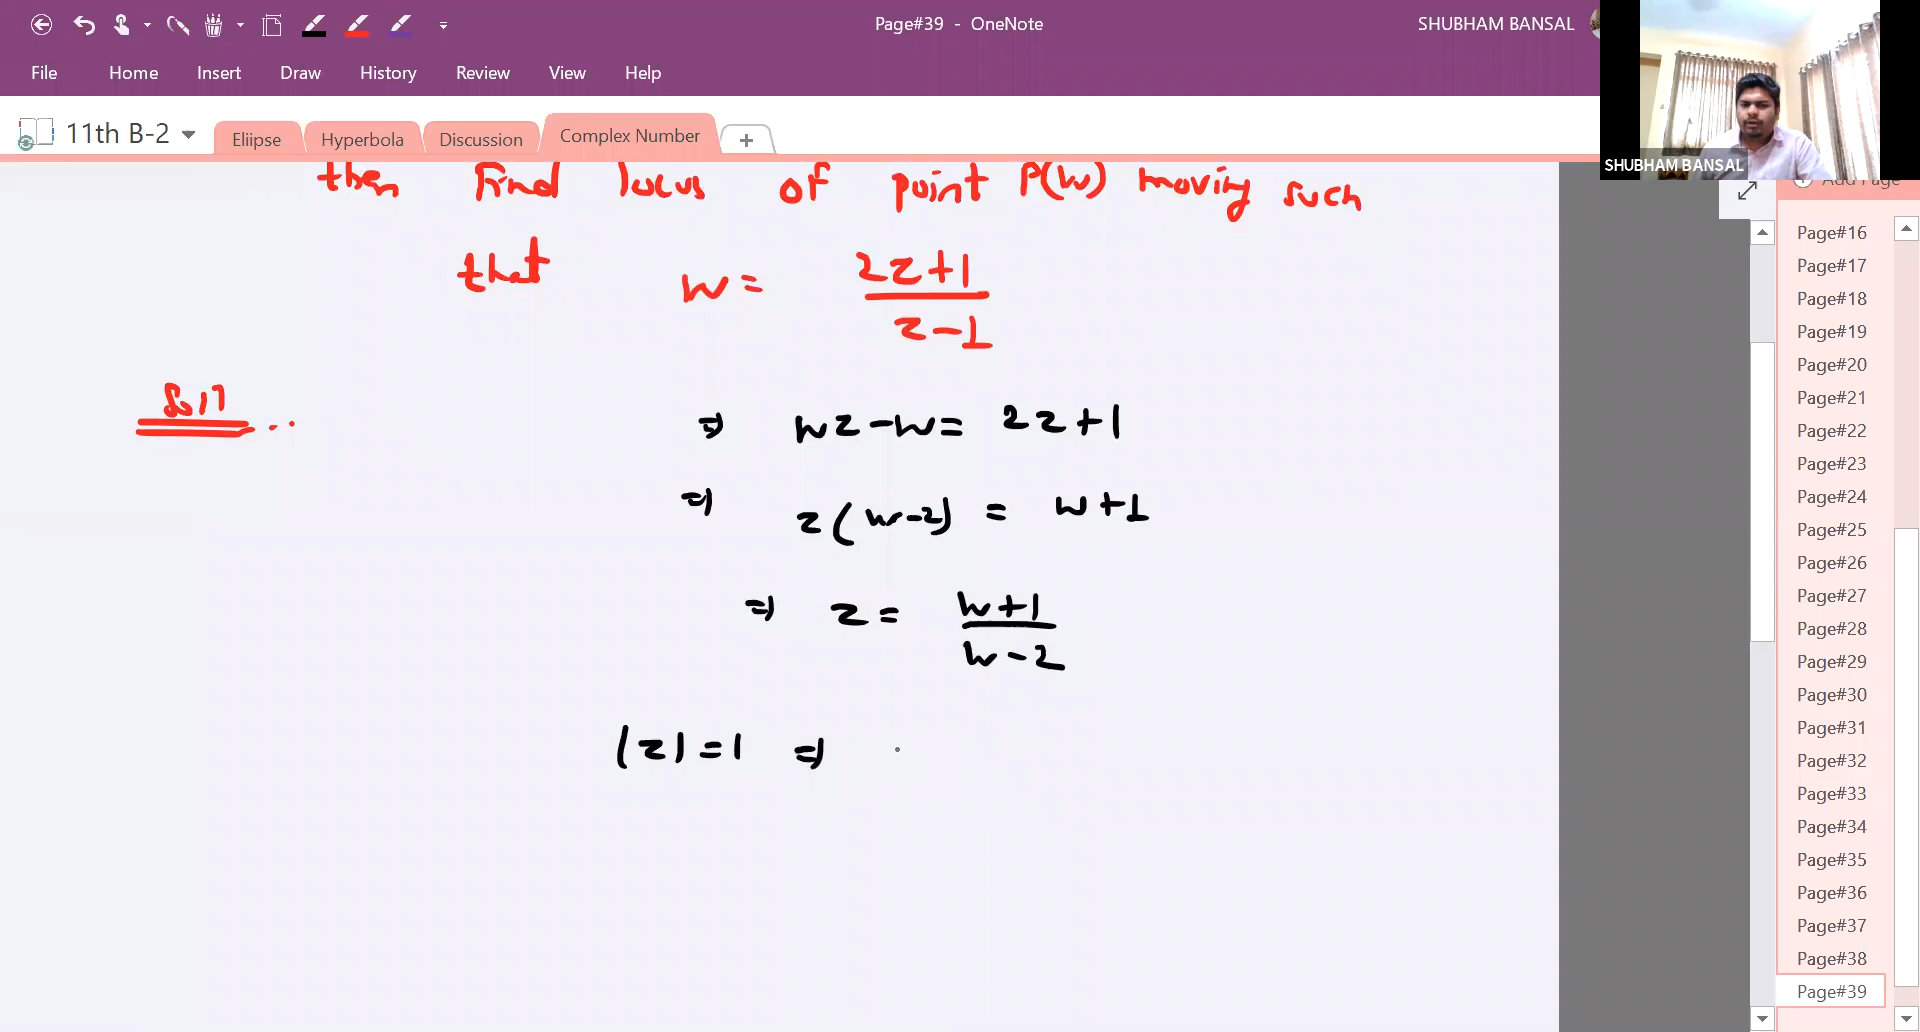 Page#39 - OneNote
SHUBHAM BANSAL
File Home Insert Draw History Review View Help
SHUBHAM BANSAL
11th B-2
Eliipse Hyperbola Discussion Complex Number +
Add Page
then Find locus of point P(w) moving such
that w = 2z+1 / z-1
Sol?
⇒ wz - w = 2z + 1
⇒ z(w-2) = w+1
⇒ z = w+1 / w-2
|z| = 1 ⇒
Page#16
Page#17
Page#18
Page#19
Page#20
Page#21
Page#22
Page#23
Page#24
Page#25
Page#26
Page#27
Page#28
Page#29
Page#30
Page#31
Page#32
Page#33
Page#34
Page#35
Page#36
Page#37
Page#38
Page#39